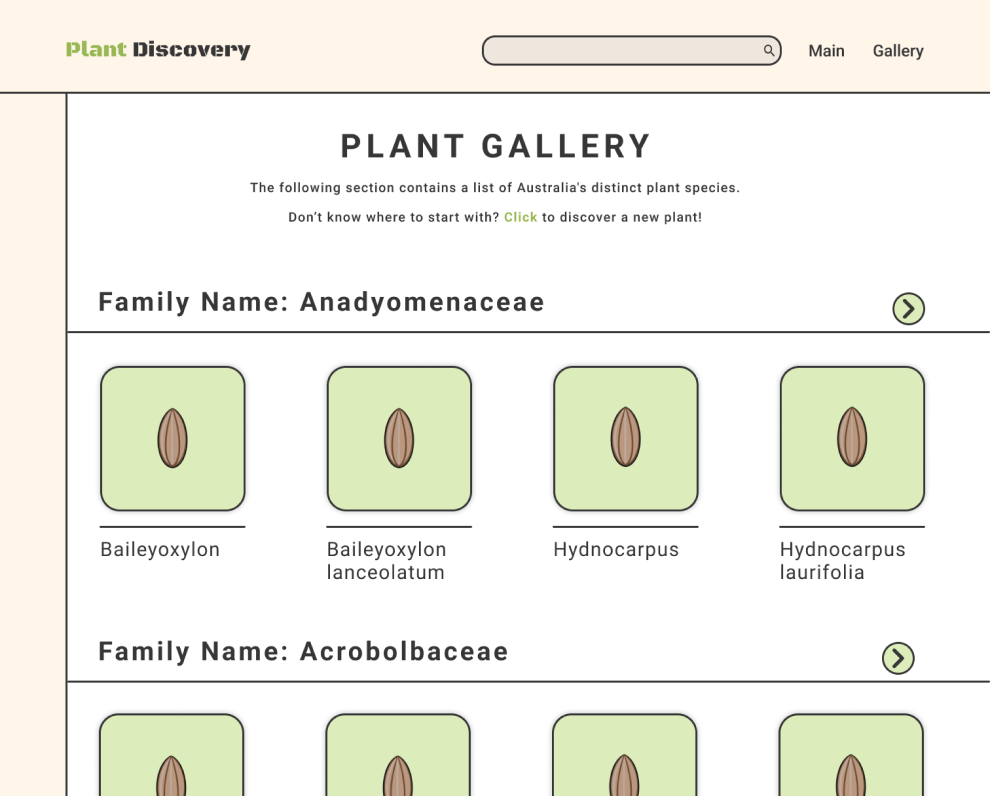 Plant Discovery
Main
Gallery
PLANT GALLERY
The following section contains a list of Australia's distinct plant species.
Don’t know where to start with? Click to discover a new plant!
Family Name: Anadyomenaceae
Baileyoxylon
Baileyoxylon
lanceolatum
Hydnocarpus
Hydnocarpus
laurifolia
Family Name: Acrobolbaceae